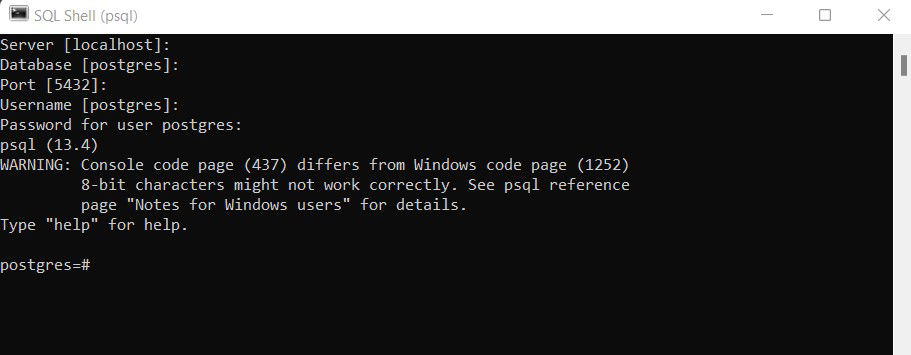 SQL Shell (psql)
Server [localhost]:
Database [postgres]:
Port [5432]:
Username [postgres]:
Password for user postgres:
psql (13.4)
WARNING: Console code page (437) differs from Windows code page (1252)
         8-bit characters might not work correctly. See psql reference
         page "Notes for Windows users" for details.
Type "help" for help.

postgres=#